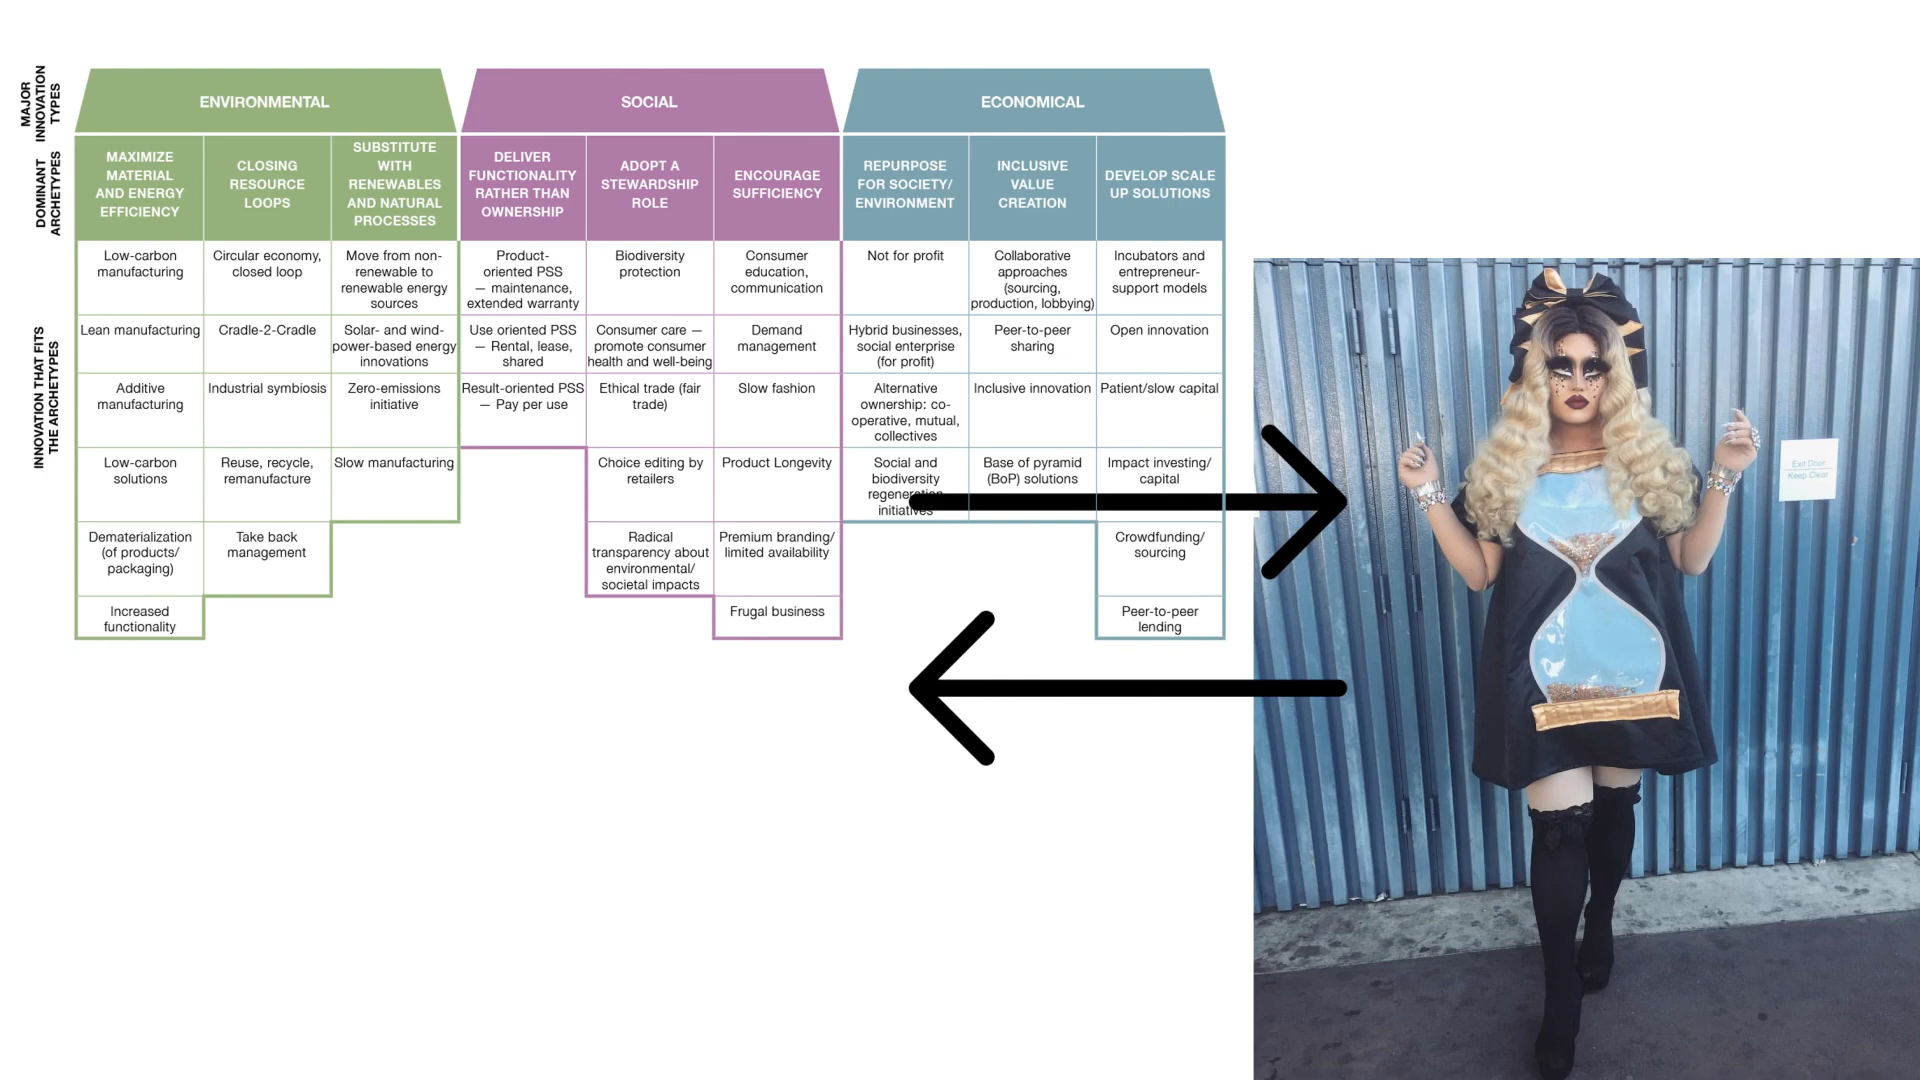 MAJOR
INNOVATION
TYPES
ENVIRONMENTAL
SOCIAL
ECONOMICAL
DOMINANT
ARCHETYPES
MAXIMIZE
MATERIAL
AND ENERGY
EFFICIENCY
CLOSING
RESOURCE
LOOPS
SUBSTITUTE
WITH
RENEWABLES
AND NATURAL
PROCESSES
DELIVER
FUNCTIONALITY
RATHER THAN
OWNERSHIP
ADOPT A
STEWARDSHIP
ROLE
ENCOURAGE
SUFFICIENCY
REPURPOSE
FOR SOCIETY/
ENVIRONMENT
INCLUSIVE
VALUE
CREATION
DEVELOP SCALE
UP SOLUTIONS
INNOVATION THAT FITS
THE ARCHETYPES
Low-carbon
manufacturing
Circular economy,
closed loop
Move from non-
renewable to
renewable energy
sources
Product-
oriented PSS
— maintenance,
extended warranty
Biodiversity
protection
Consumer
education,
communication
Not for profit
Collaborative
approaches
(sourcing,
production, lobbying)
Incubators and
entrepreneur-
support models
Lean manufacturing
Cradle-2-Cradle
Solar- and wind-
power-based energy
innovations
Use oriented PSS
— Rental, lease,
shared
Consumer care —
promote consumer
health and well-being
Demand
management
Hybrid businesses,
social enterprise
(for profit)
Peer-to-peer
sharing
Open innovation
Additive
manufacturing
Industrial symbiosis
Zero-emissions
initiative
Result-oriented PSS
— Pay per use
Ethical trade (fair
trade)
Slow fashion
Alternative
ownership: co-
operative, mutual,
collectives
Inclusive innovation
Patient/slow capital
Low-carbon
solutions
Reuse, recycle,
remanufacture
Slow manufacturing
Choice editing by
retailers
Product Longevity
Social and
biodiversity
regeneration
initiatives
Base of pyramid
(BoP) solutions
Impact investing/
capital
Dematerialization
(of products/
packaging)
Take back
management
Radical
transparency about
environmental/
societal impacts
Premium branding/
limited availability
Crowdfunding/
sourcing
Increased
functionality
Frugal business
Peer-to-peer
lending
Exit Door
Keep Clear